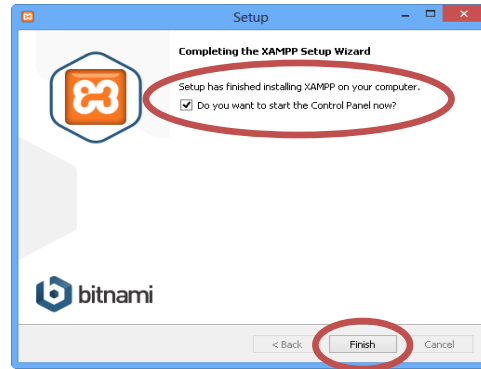 Setup
Completing the XAMPP Setup Wizard
Setup has finished installing XAMPP on your computer.
Do you want to start the Control Panel now?
bitnami
< Back
Finish
Cancel